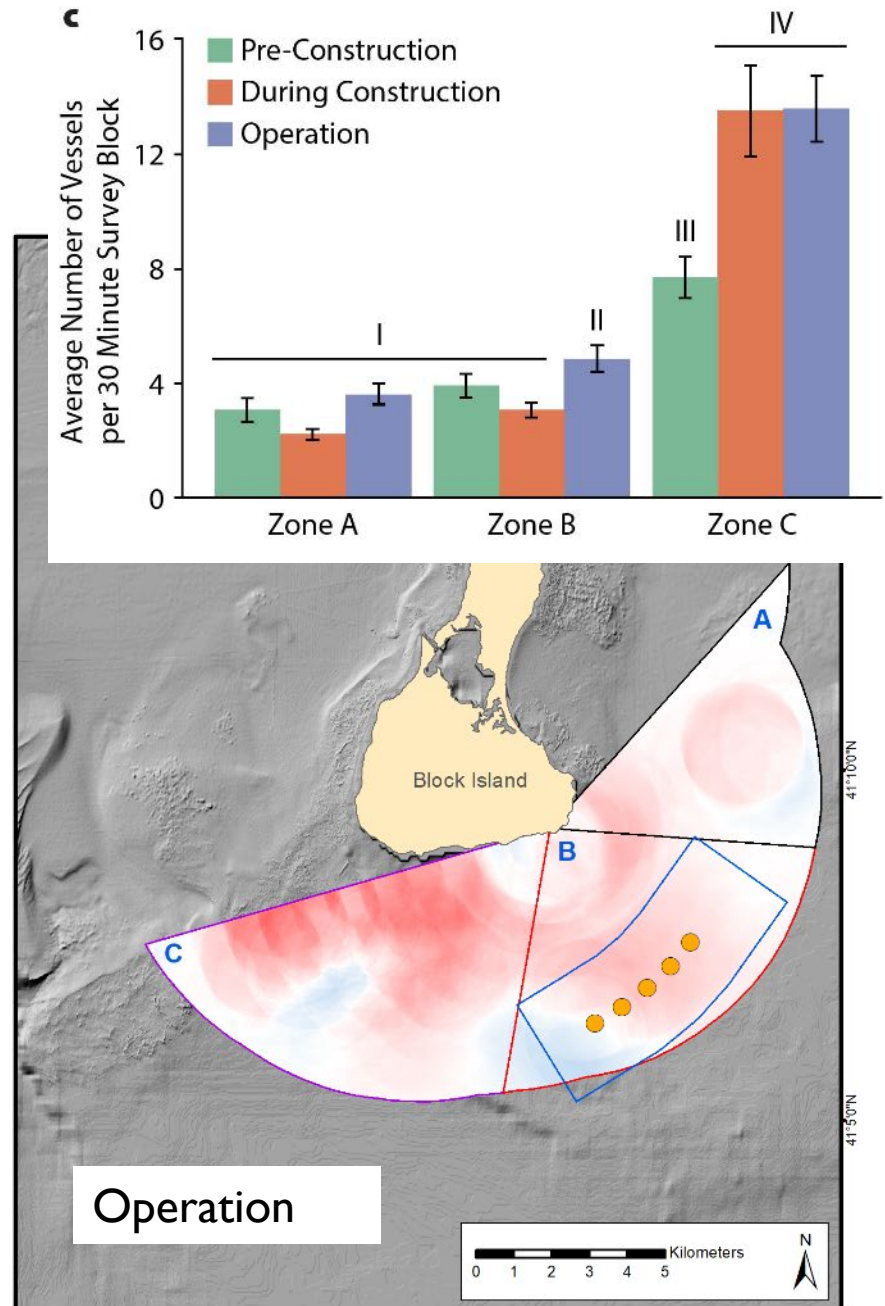 c
16
12
8
4
0
Average Number of Vessels
per 30 Minute Survey Block
Pre-Construction
During Construction
Operation
I
II
III
IV
Zone A
Zone B
Zone C
A
Block Island
B
C
41°10'0"N
41°5'0"N
Operation
Kilometers
0 1 2 3 4 5
N